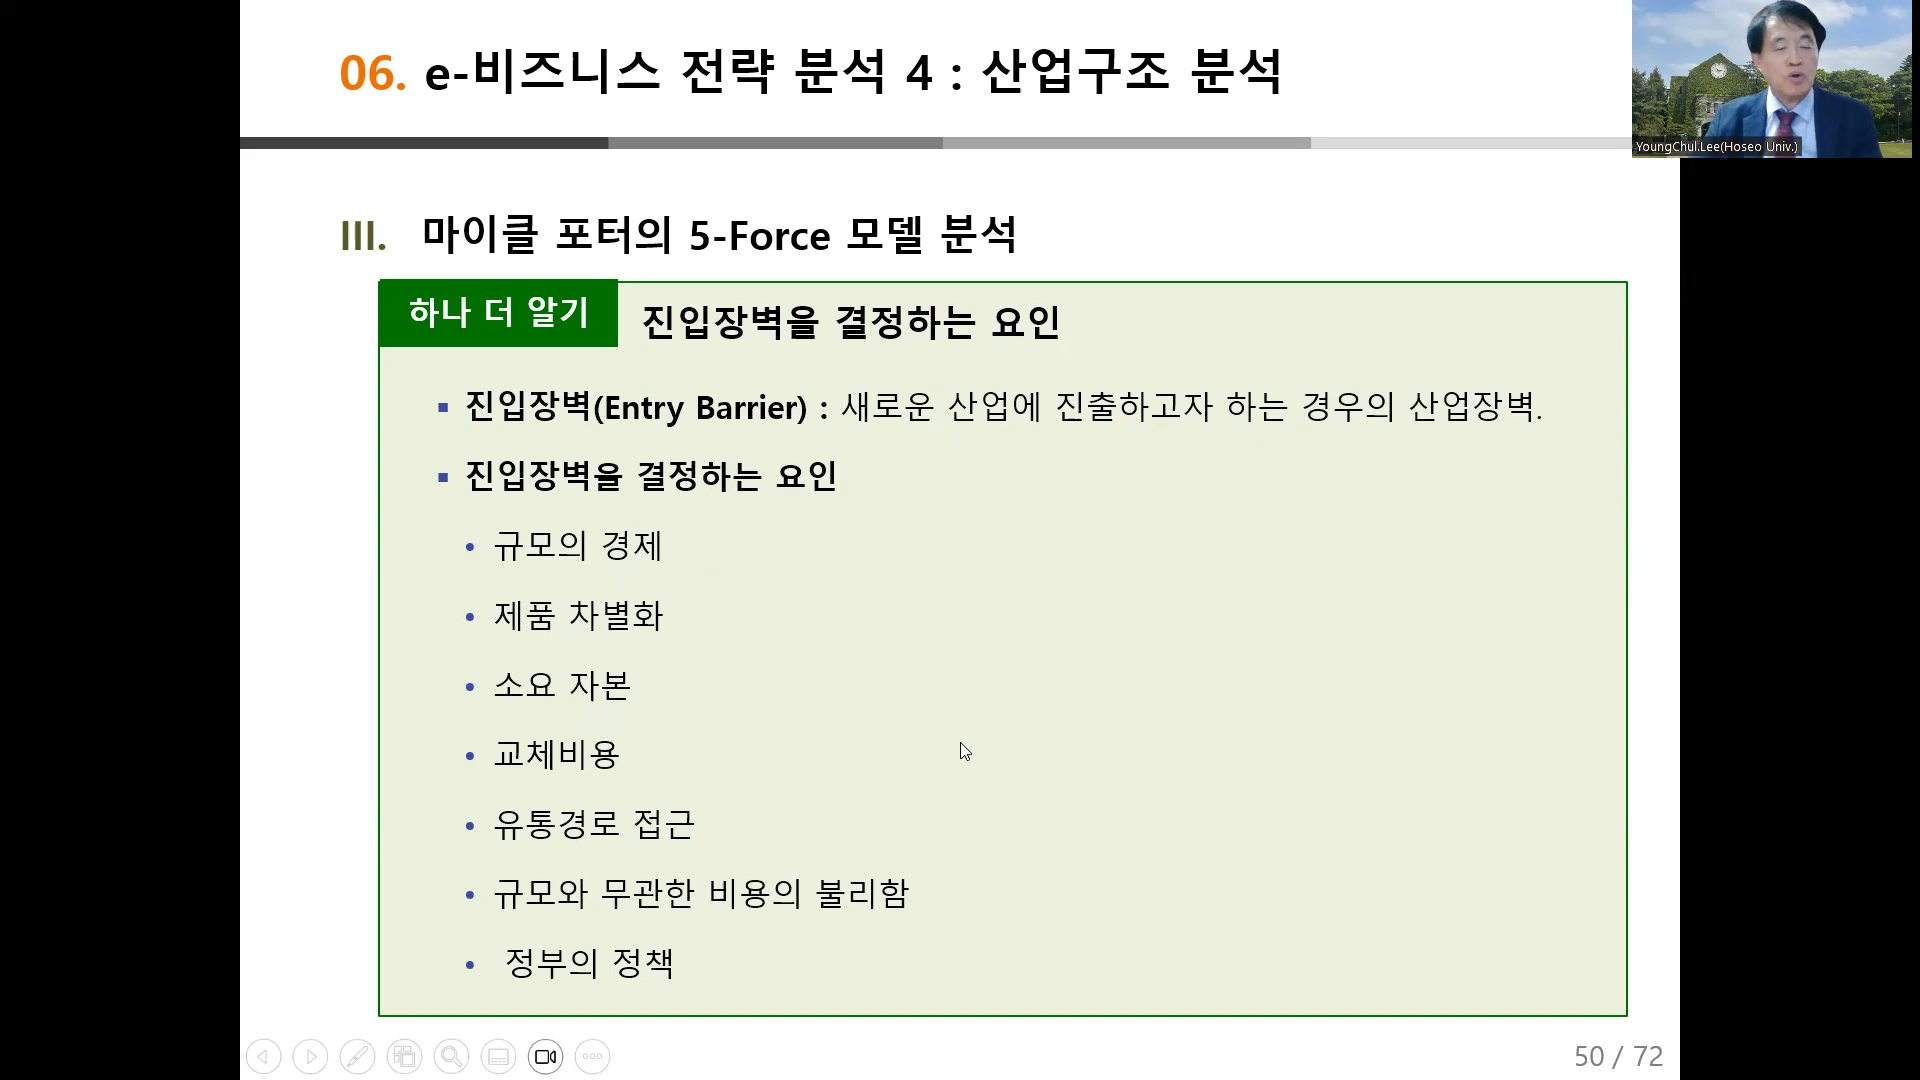 06. e-비즈니스 전략 분석 4 : 산업구조 분석
YoungChul.Lee(Hoseo Univ.)
III. 마이클 포터의 5-Force 모델 분석
하나 더 알기
진입장벽을 결정하는 요인
▪ 진입장벽(Entry Barrier) : 새로운 산업에 진출하고자 하는 경우의 산업장벽.
▪ 진입장벽을 결정하는 요인
• 규모의 경제
• 제품 차별화
• 소요 자본
• 교체비용
• 유통경로 접근
• 규모와 무관한 비용의 불리함
• 정부의 정책
50 / 72